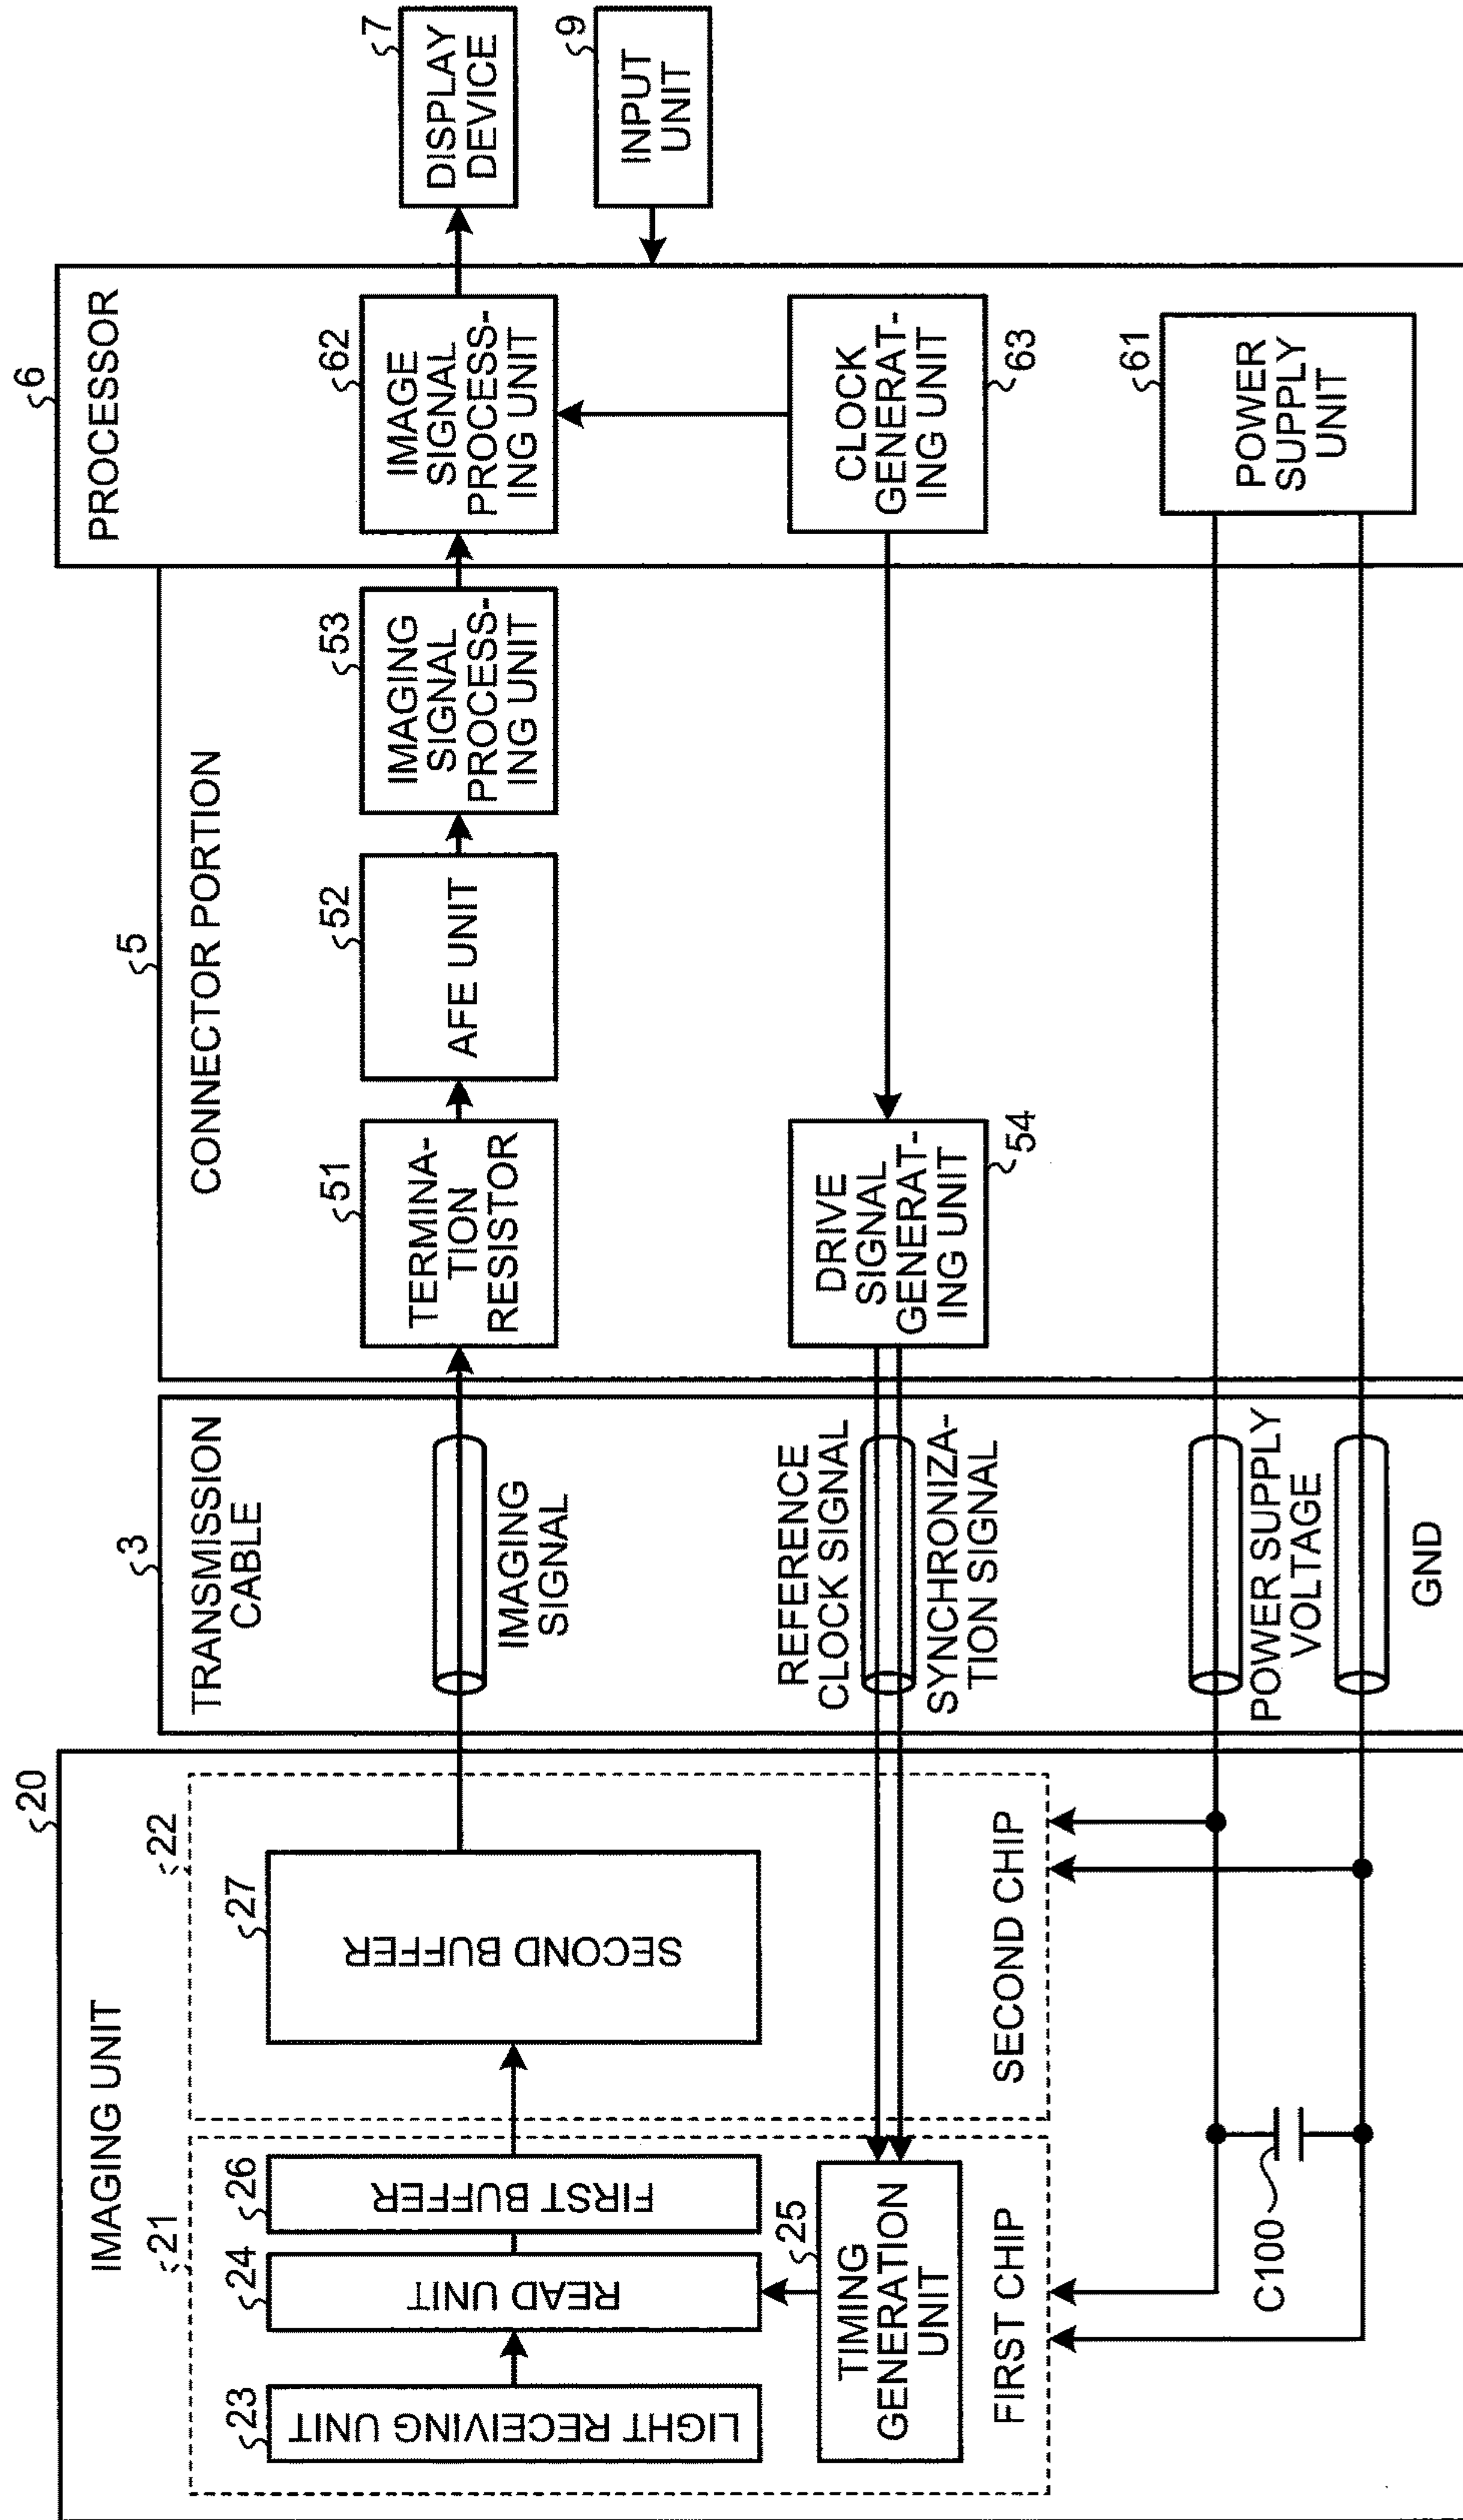 20
IMAGING UNIT
21
22
23
LIGHT RECEIVING UNIT
24
READ UNIT
26
FIRST BUFFER
27
SECOND BUFFER
25
TIMING
GENERATION
UNIT
FIRST CHIP
SECOND CHIP
C100
3
TRANSMISSION
CABLE
IMAGING
SIGNAL
REFERENCE
CLOCK SIGNAL
SYNCHRONIZA-
TION SIGNAL
POWER SUPPLY
VOLTAGE
GND
5
CONNECTOR PORTION
51
TERMINA-
TION
RESISTOR
52
AFE UNIT
53
IMAGING
SIGNAL
PROCESS-
ING UNIT
DRIVE
SIGNAL
GENERAT-
ING UNIT
54
6
PROCESSOR
62
IMAGE
SIGNAL
PROCESS-
ING UNIT
CLOCK
GENERAT-
ING UNIT
63
61
POWER
SUPPLY
UNIT
7
DISPLAY
DEVICE
9
INPUT
UNIT